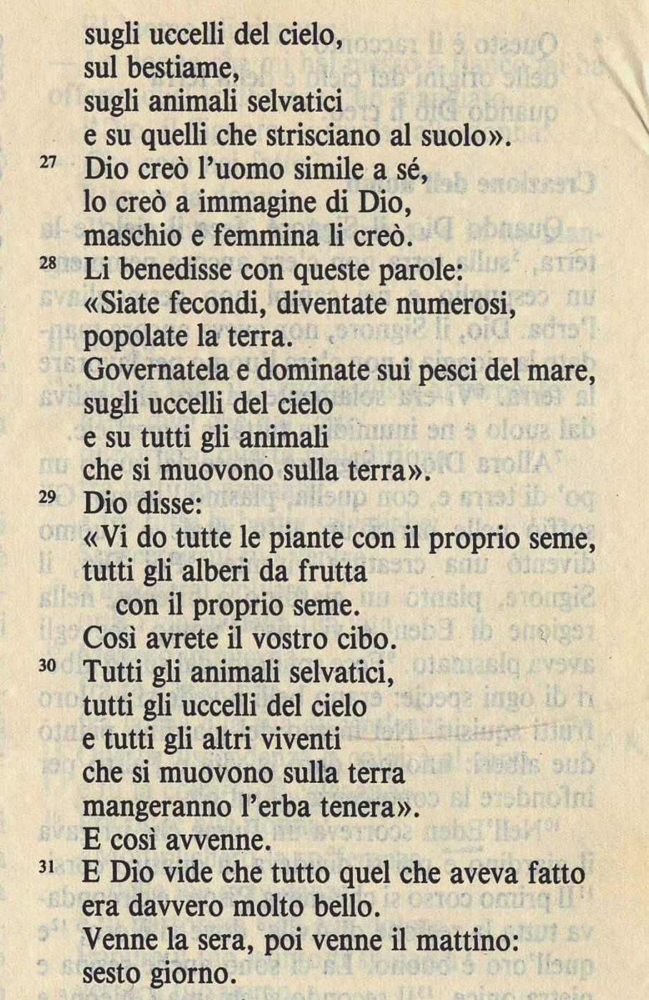 sugli uccelli del cielo,
sul bestiame,
sugli animali selvatici
e su quelli che strisciano al suolo».
27 Dio creò l'uomo simile a sé,
lo creò a immagine di Dio,
maschio e femmina li creò.
28 Li benedisse con queste parole:
«Siate fecondi, diventate numerosi,
popolate la terra.
Governatela e dominate sui pesci del mare,
sugli uccelli del cielo
e su tutti gli animali
che si muovono sulla terra».
29 Dio disse:
«Vi do tutte le piante con il proprio seme,
tutti gli alberi da frutta
con il proprio seme.
Così avrete il vostro cibo.
30 Tutti gli animali selvatici,
tutti gli uccelli del cielo
e tutti gli altri viventi
che si muovono sulla terra
mangeranno l'erba tenera».
E così avvenne.
31 E Dio vide che tutto quel che aveva fatto
era davvero molto bello.
Venne la sera, poi venne il mattino:
sesto giorno.